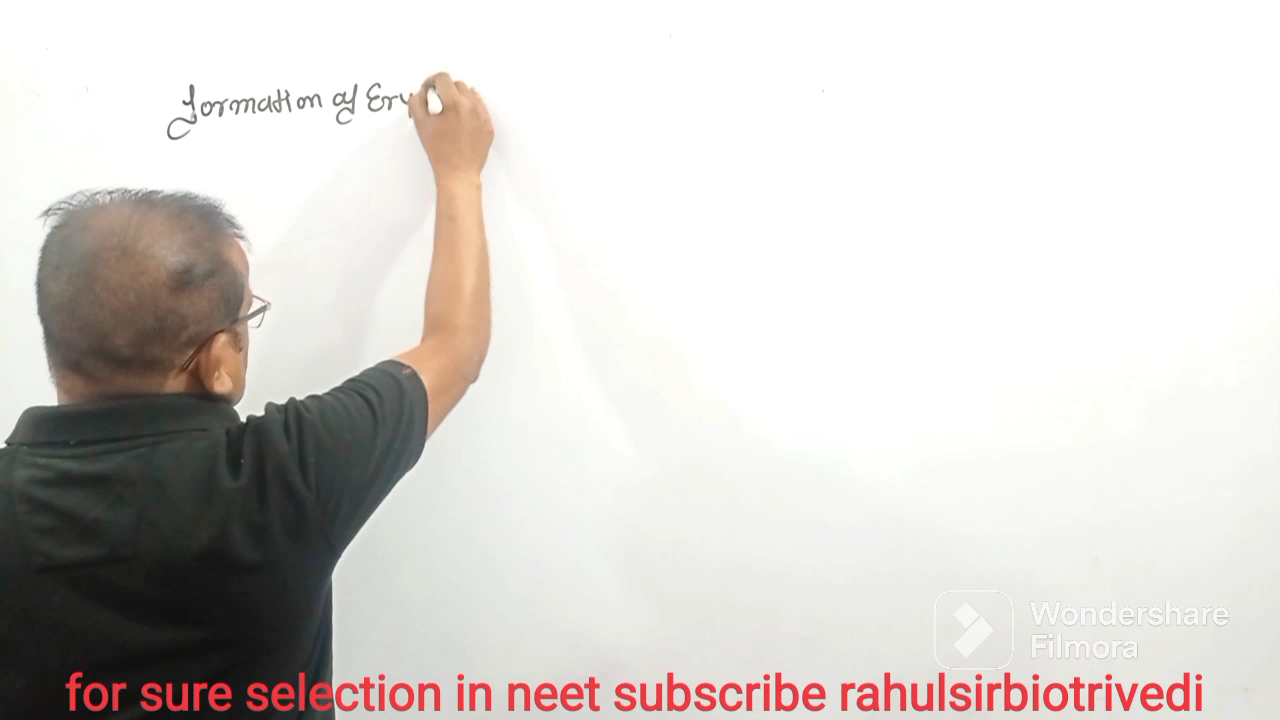 Formation of Ery
Wondershare
Filmora
for sure selection in neet subscribe rahulsirbiotrivedi